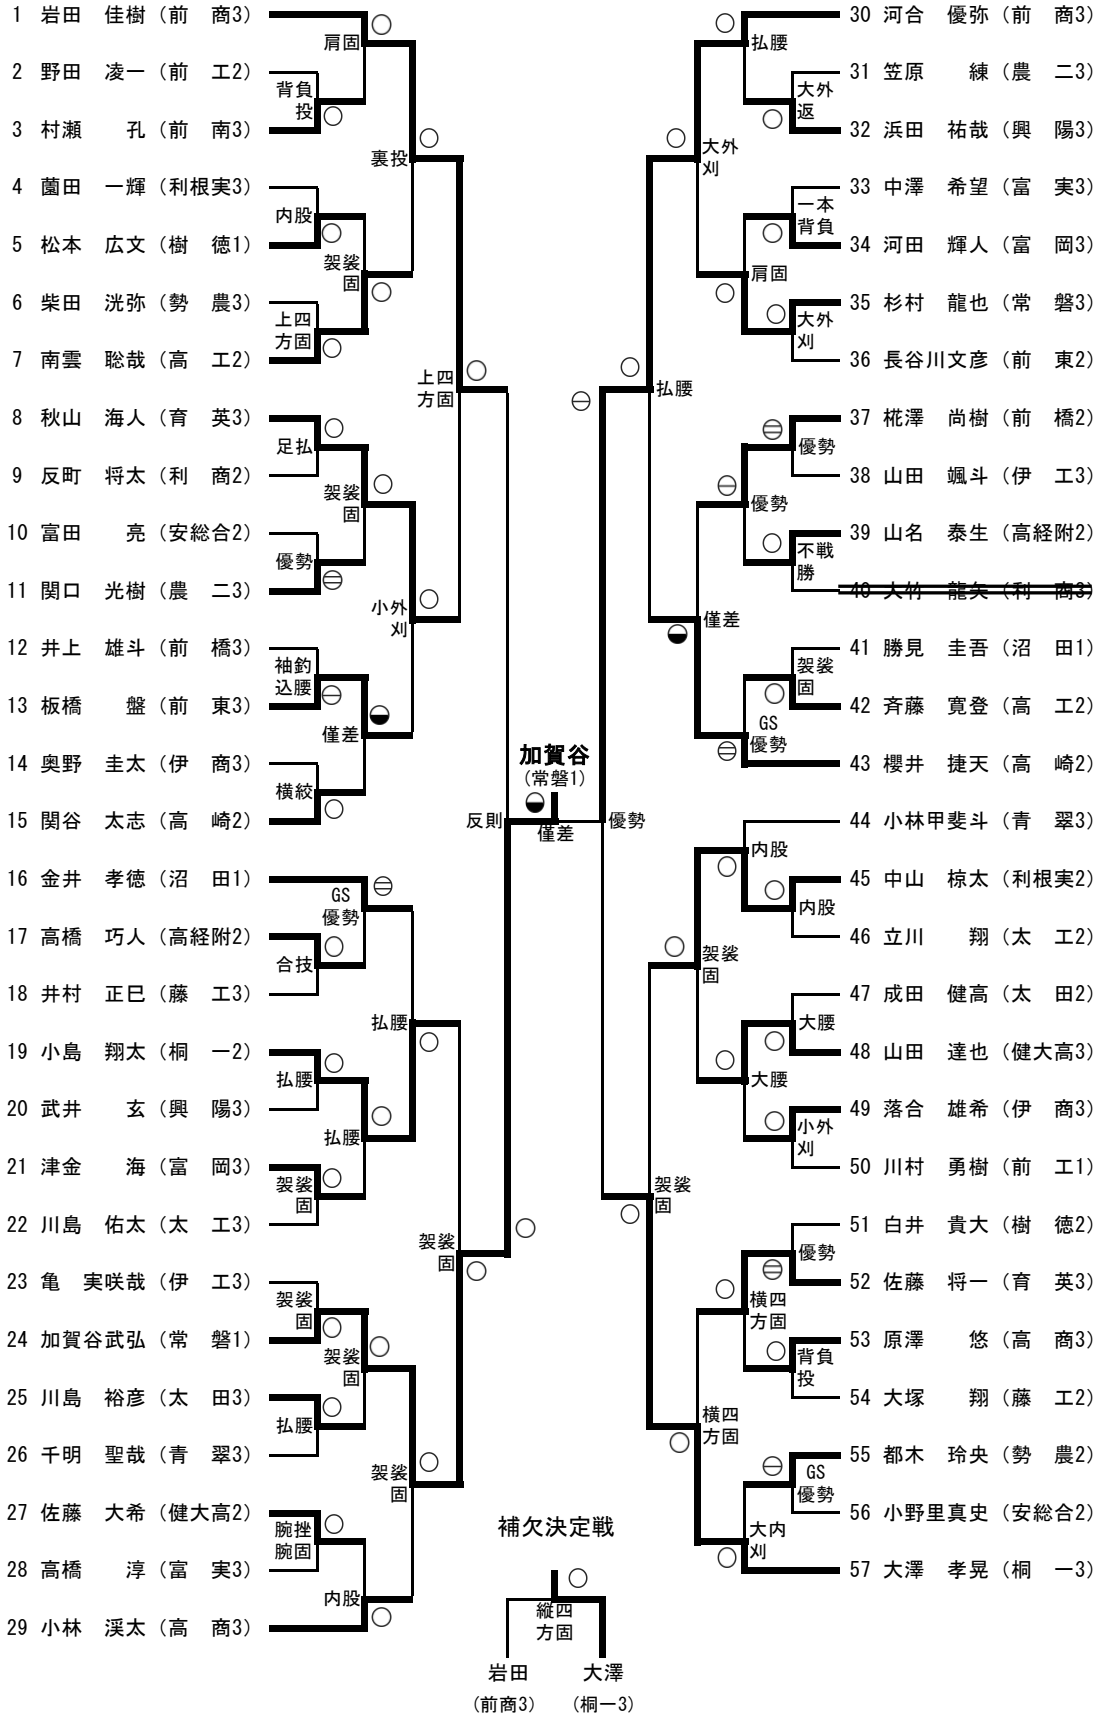 1 岩田　佳樹（前　商3）
肩固
2 野田　凌一（前　工2）
背負
投
3 村瀬　　孔（前　南3）
裏投
4 薗田　一輝（利根実3）
内股
5 松本　広文（樹　徳1）
袈裟
固
6 柴田　洸弥（勢　農3）
上四
方固
7 南雲　聡哉（高　工2）
上四
方固
8 秋山　海人（育　英3）
足払
9 反町　将太（利　商2）
袈裟
固
10 富田　　亮（安総合2）
優勢
11 関口　光樹（農　二3）
小外
刈
12 井上　雄斗（前　橋3）
袖釣
込腰
13 板橋　　盤（前　東3）
僅差
14 奥野　圭太（伊　商3）
横絞
15 関谷　太志（高　崎2）
反則
16 金井　孝徳（沼　田1）
GS
優勢
17 高橋　巧人（高経附2）
合技
18 井村　正巳（藤　工3）
払腰
19 小島　翔太（桐　一2）
払腰
20 武井　　玄（興　陽3）
払腰
21 津金　　海（富　岡3）
袈裟
固
22 川島　佑太（太　工3）
袈裟
固
23 亀　実咲哉（伊　工3）
袈裟
固
24 加賀谷武弘（常　磐1）
袈裟
固
25 川島　裕彦（太　田3）
払腰
26 千明　聖哉（青　翠3）
袈裟
固
27 佐藤　大希（健大高2）
腕挫
腕固
28 高橋　　淳（富　実3）
内股
29 小林　渓太（高　商3）
加賀谷
（常磐1）
僅差
30 河合　優弥（前　商3）
払腰
31 笠原　　練（農　二3）
大外
返
32 浜田　祐哉（興　陽3）
大外
刈
33 中澤　希望（富　実3）
一本
背負
34 河田　輝人（富　岡3）
肩固
35 杉村　龍也（常　磐3）
大外
刈
36 長谷川文彦（前　東2）
払腰
37 椛澤　尚樹（前　橋2）
優勢
38 山田　颯斗（伊　工3）
優勢
39 山名　泰生（高経附2）
不戦
勝
40 大竹　龍矢（利　商3）
僅差
41 勝見　圭吾（沼　田1）
袈裟
固
42 斉藤　寛登（高　工2）
GS
優勢
43 櫻井　捷天（高　崎2）
優勢
44 小林甲斐斗（青　翠3）
内股
45 中山　椋太（利根実2）
内股
46 立川　　翔（太　工2）
袈裟
固
47 成田　健高（太　田2）
大腰
48 山田　達也（健大高3）
大腰
49 落合　雄希（伊　商3）
小外
刈
50 川村　勇樹（前　工1）
袈裟
固
51 白井　貴大（樹　徳2）
優勢
52 佐藤　将一（育　英3）
横四
方固
53 原澤　　悠（高　商3）
背負
投
54 大塚　　翔（藤　工2）
横四
方固
55 都木　玲央（勢　農2）
GS
優勢
56 小野里真史（安総合2）
大内
刈
57 大澤　孝晃（桐　一3）
補欠決定戦
縦四
方固
岩田　　大澤
（前商3）　（桐一3）